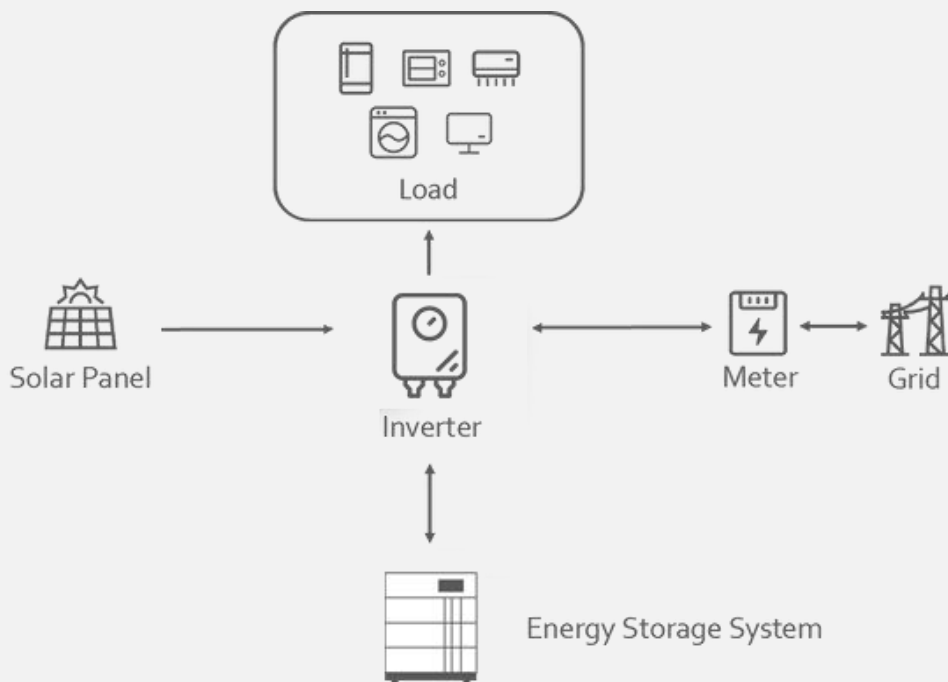 Load
Solar Panel
Inverter
Meter
Grid
Energy Storage System